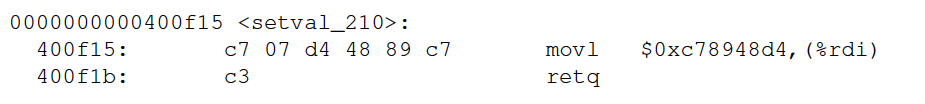 0000000000400f15 <setval_210>:
400f15: c7 07 d4 48 89 c7 movl $0xc78948d4,(%rdi)
400f1b: c3 retq